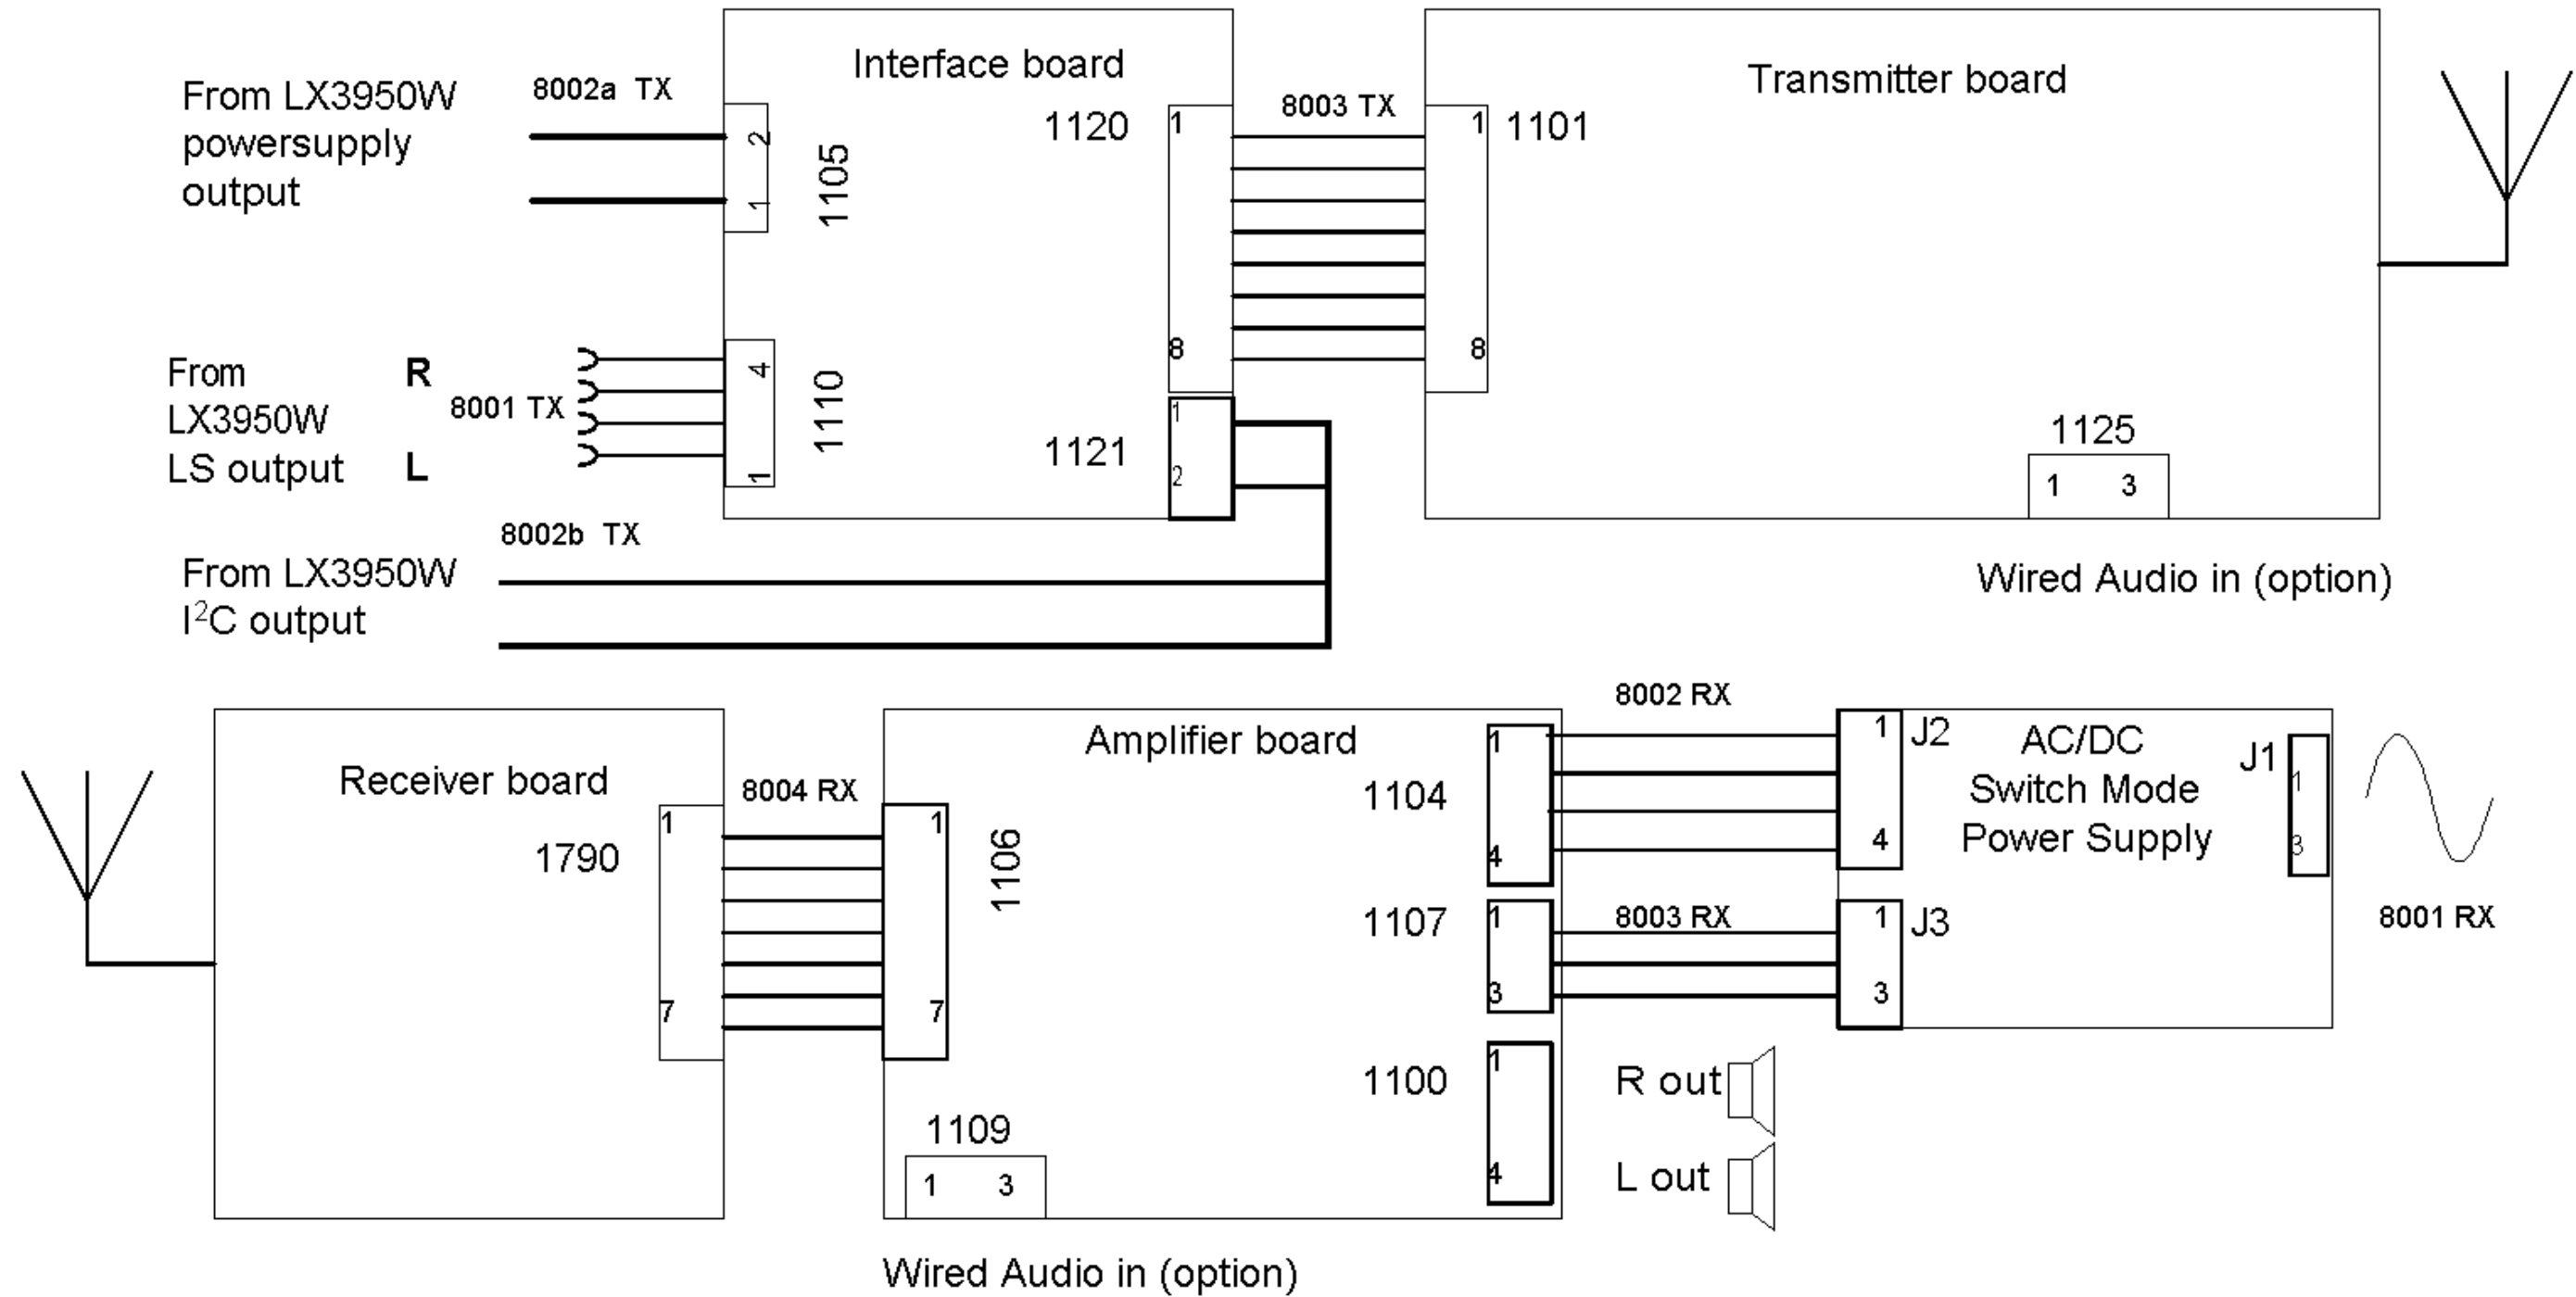 Interface board
Transmitter board
From LX3950W
powersupply
output
8002a TX
2
1
1105
1120
1
8
8003 TX
1
8
1101
From
LX3950W
LS output
R
L
8001 TX
4
1
1110
1121
1
2
1125
1 3
8002b TX
From LX3950W
I²C output
Wired Audio in (option)
Receiver board
1790
1
7
8004 RX
1
7
1106
Amplifier board
1104
1
4
8002 RX
1
4
J2
AC/DC
Switch Mode
Power Supply
J1
1
3
8001 RX
1107
1
3
8003 RX
1
3
J3
1100
1
4
R out
L out
1109
1 3
Wired Audio in (option)